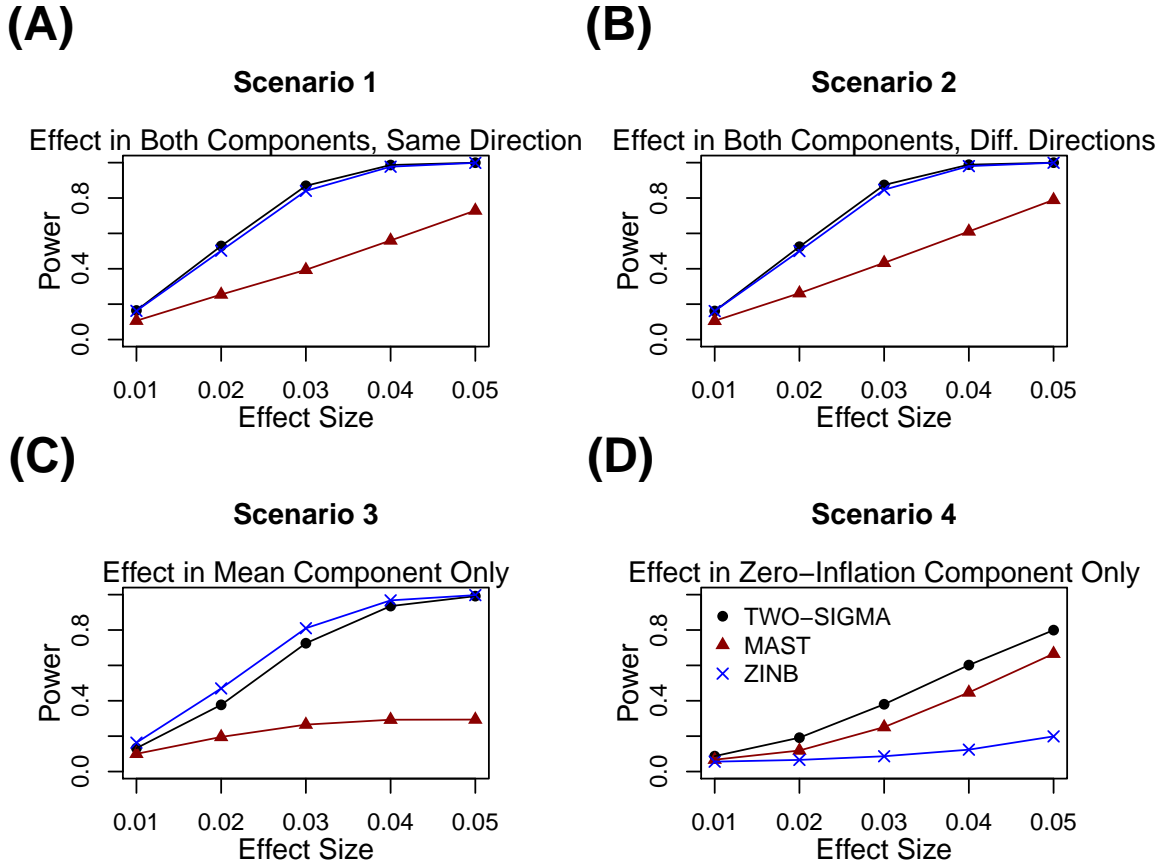 (A)
Scenario 1
Effect in Both Components, Same Direction
Power
0.0
0.4
0.8
0.01 0.02 0.03 0.04 0.05
Effect Size
(B)
Scenario 2
Effect in Both Components, Diff. Directions
Power
0.0
0.4
0.8
0.01 0.02 0.03 0.04 0.05
Effect Size
(C)
Scenario 3
Effect in Mean Component Only
Power
0.0
0.4
0.8
0.01 0.02 0.03 0.04 0.05
Effect Size
(D)
Scenario 4
Effect in Zero−Inflation Component Only
TWO−SIGMA
MAST
ZINB
Power
0.0
0.4
0.8
0.01 0.02 0.03 0.04 0.05
Effect Size